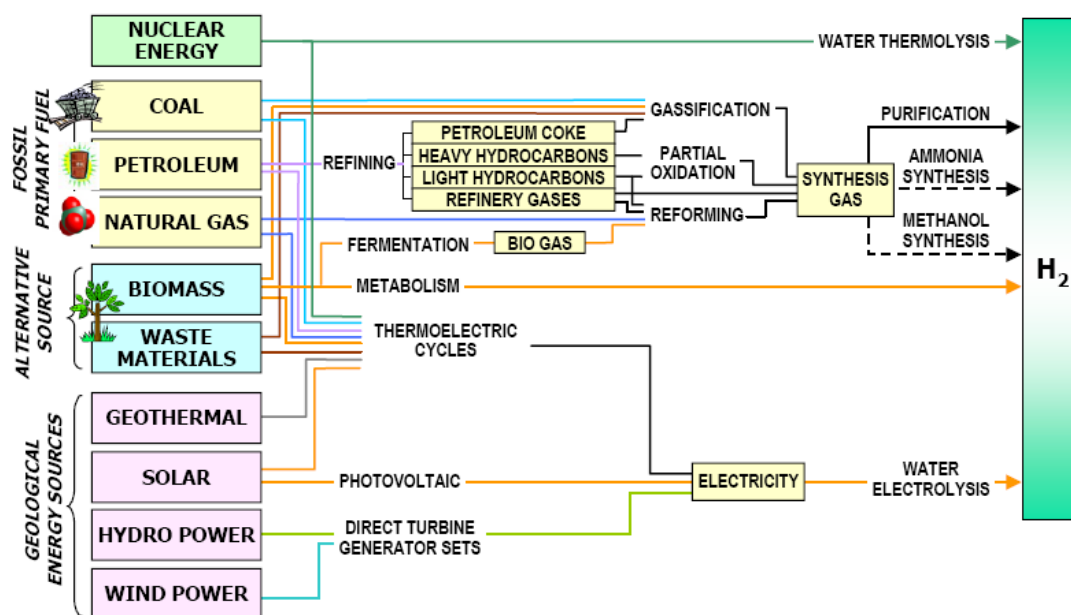 NUCLEAR
ENERGY
WATER THERMOLYSIS
FOSSIL
PRIMARY FUEL
COAL
PETROLEUM
NATURAL GAS
REFINING
PETROLEUM COKE
HEAVY HYDROCARBONS
LIGHT HYDROCARBONS
REFINERY GASES
GASSIFICATION
PARTIAL
OXIDATION
REFORMING
SYNTHESIS
GAS
PURIFICATION
AMMONIA
SYNTHESIS
METHANOL
SYNTHESIS
H2
FERMENTATION
BIO GAS
METABOLISM
ALTERNATIVE
SOURCE
BIOMASS
WASTE
MATERIALS
THERMOELECTRIC
CYCLES
GEOLOGICAL
ENERGY SOURCES
GEOTHERMAL
SOLAR
HYDRO POWER
WIND POWER
PHOTOVOLTAIC
DIRECT TURBINE
GENERATOR SETS
ELECTRICITY
WATER
ELECTROLYSIS